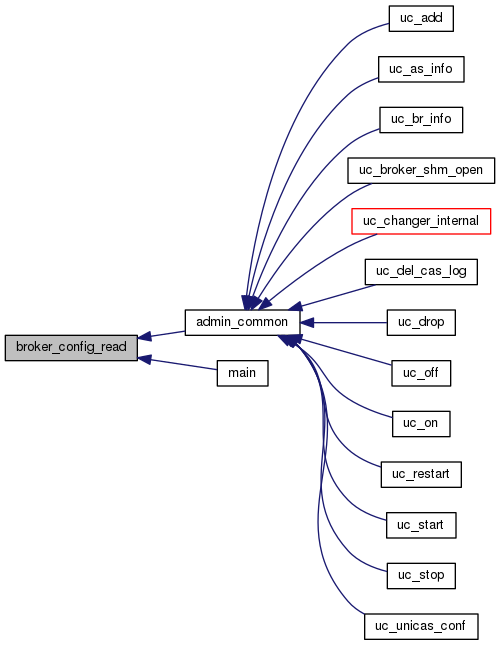 uc_add
uc_as_info
uc_br_info
uc_broker_shm_open
uc_changer_internal
uc_del_cas_log
admin_common
uc_drop
broker_config_read
main
uc_off
uc_on
uc_restart
uc_start
uc_stop
uc_unicas_conf